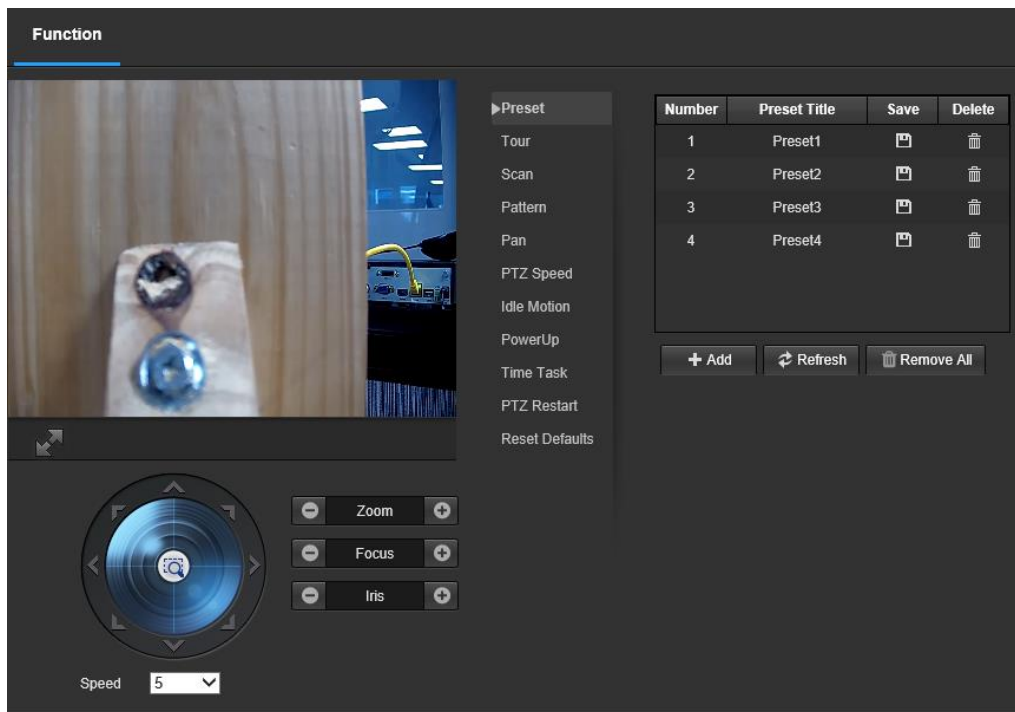 Function
Preset
Tour
Scan
Pattern
Pan
PTZ Speed
Idle Motion
PowerUp
Time Task
PTZ Restart
Reset Defaults
Number Preset Title Save Delete
1 Preset1
2 Preset2
3 Preset3
4 Preset4
Add Refresh Remove All
Zoom
Focus
Iris
Speed 5